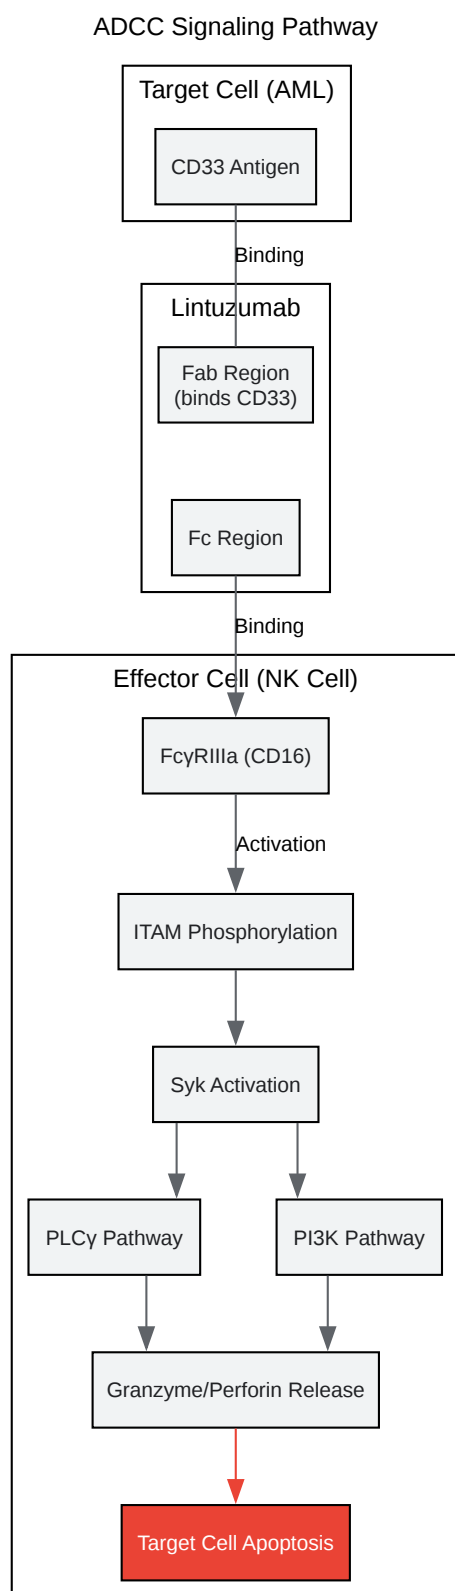 ADCC Signaling Pathway
Target Cell (AML)
CD33 Antigen
Binding
Lintuzumab
Fab Region
(binds CD33)
Fc Region
Binding
Effector Cell (NK Cell)
FcγRIIIa (CD16)
Activation
ITAM Phosphorylation
Syk Activation
PLCγ Pathway
PI3K Pathway
Granzyme/Perforin Release
Target Cell Apoptosis